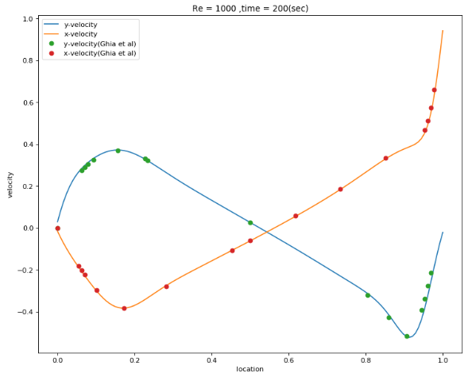 Re = 1000 ,time = 200(sec)
y-velocity
x-velocity
y-velocity(Ghia et al)
x-velocity(Ghia et al)
1.0
0.8
0.6
0.4
0.2
0.0
−0.2
−0.4
velocity
0.0
0.2
0.4
0.6
0.8
1.0
location